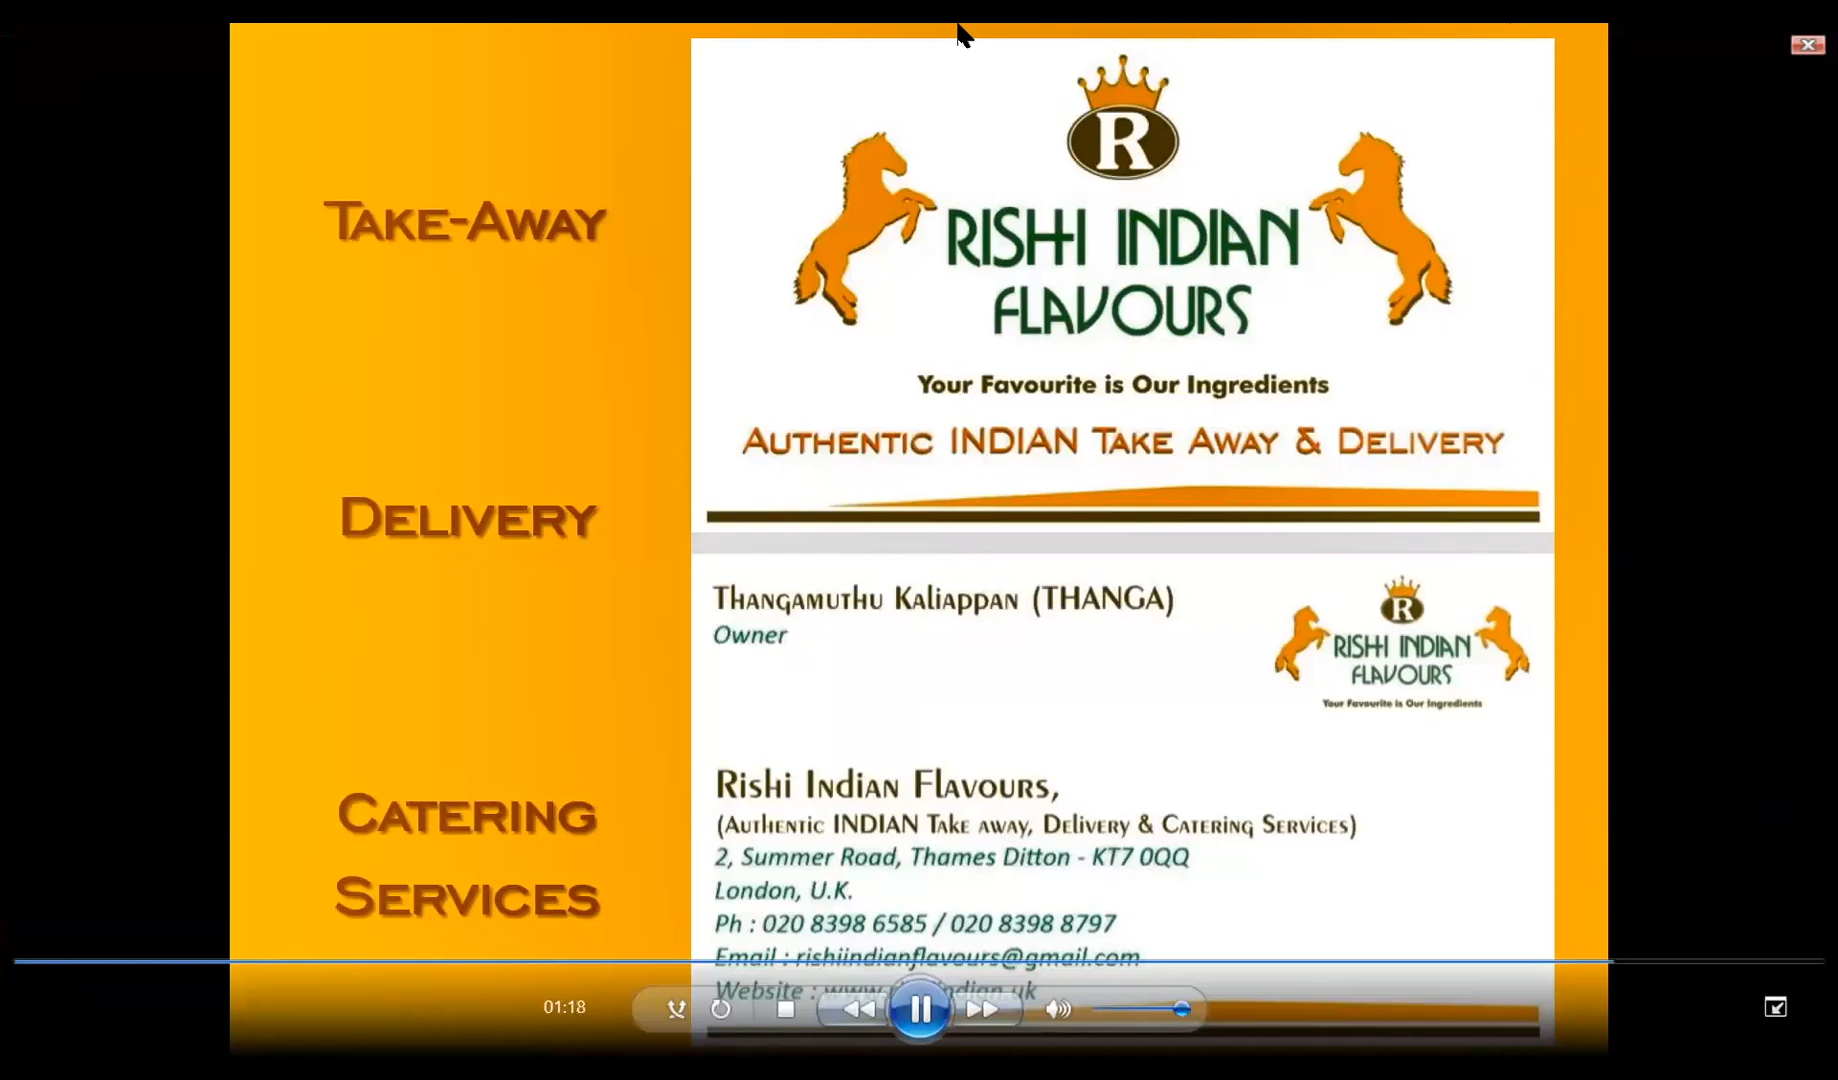 Take-Away
Delivery
Catering
Services
R
RISHI INDIAN
FLAVOURS
Your Favourite is Our Ingredients
Authentic INDIAN Take Away & Delivery
Thangamuthu Kaliappan (THANGA)
Owner
R
RISHI INDIAN
FLAVOURS
Your Favourite is Our Ingredients
Rishi Indian Flavours,
(Authentic INDIAN Take away, Delivery & Catering Services)
2, Summer Road, Thames Ditton - KT7 0QQ
London, U.K.
Ph : 020 8398 6585 / 020 8398 8797
Email : rishiindianflavours@gmail.com
Website :
01:18